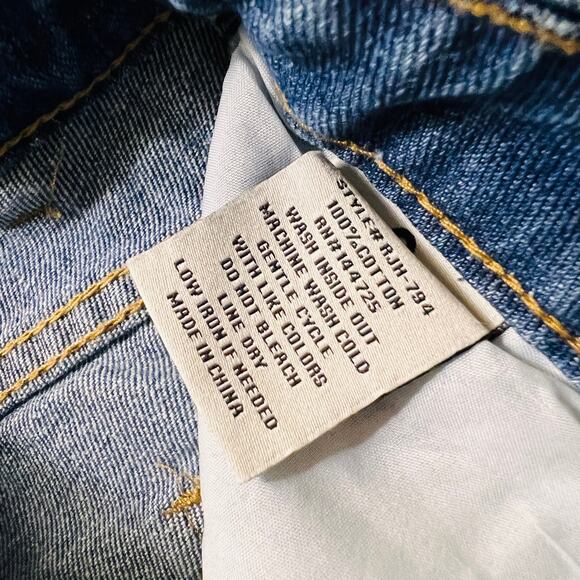 STYLE# RJH-794
100% COTTON
RN#144725
WASH INSIDE OUT
MACHINE WASH COLD
GENTLE CYCLE
WITH LIKE COLORS
DO NOT BLEACH
LINE DRY
LOW IRON IF NEEDED
MADE IN CHINA